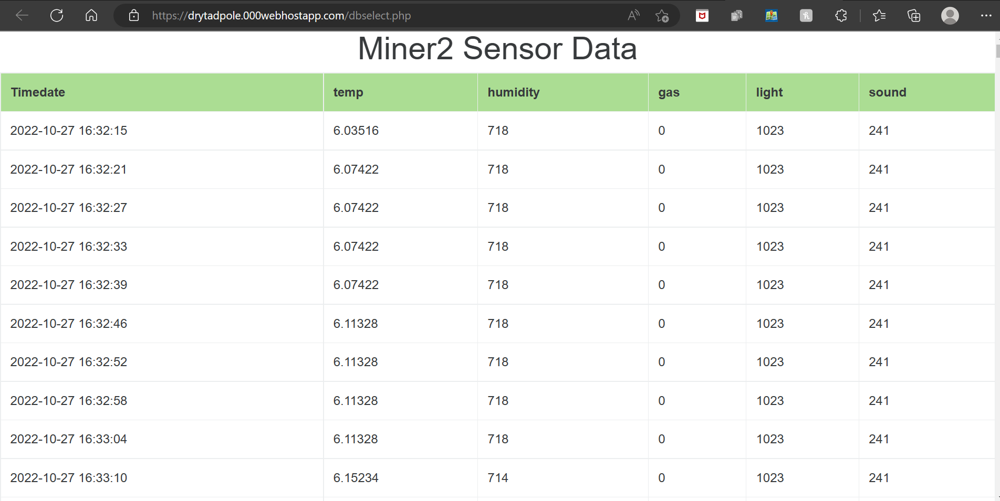 https://drytadpole.000webhostapp.com/dbselect.php
Miner2 Sensor Data
Timedate temp humidity gas light sound
2022-10-27 16:32:15 6.03516 718 0 1023 241
2022-10-27 16:32:21 6.07422 718 0 1023 241
2022-10-27 16:32:27 6.07422 718 0 1023 241
2022-10-27 16:32:33 6.07422 718 0 1023 241
2022-10-27 16:32:39 6.07422 718 0 1023 241
2022-10-27 16:32:46 6.11328 718 0 1023 241
2022-10-27 16:32:52 6.11328 718 0 1023 241
2022-10-27 16:32:58 6.11328 718 0 1023 241
2022-10-27 16:33:04 6.11328 718 0 1023 241
2022-10-27 16:33:10 6.15234 714 0 1023 241